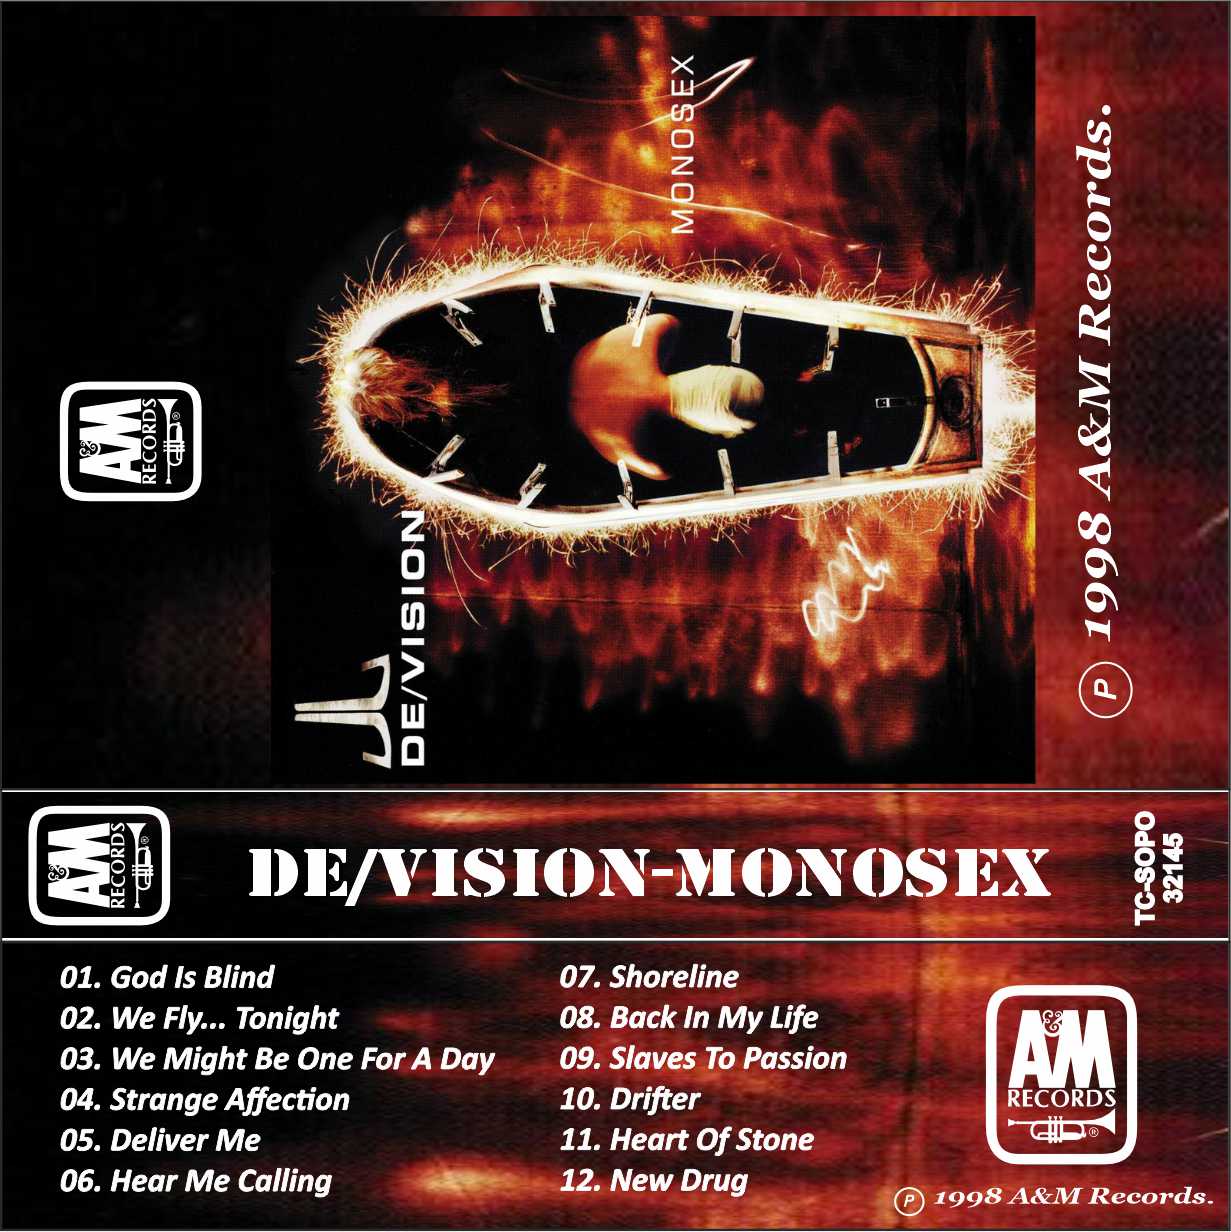 MONOSEX
DE/VISION
A&M
RECORDS
®
Ⓟ 1998 A&M Records.
A&M
RECORDS
®
DE/VISION-MONOSEX
TC-SOPO
32145
01. God Is Blind
02. We Fly... Tonight
03. We Might Be One For A Day
04. Strange Affection
05. Deliver Me
06. Hear Me Calling
07. Shoreline
08. Back In My Life
09. Slaves To Passion
10. Drifter
11. Heart Of Stone
12. New Drug
A&M
RECORDS
®
Ⓟ 1998 A&M Records.